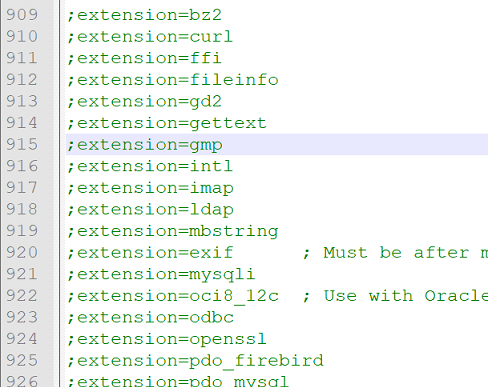 909 ;extension=bz2
910 ;extension=curl
911 ;extension=ffi
912 ;extension=fileinfo
913 ;extension=gd2
914 ;extension=gettext
915 ;extension=gmp
916 ;extension=intl
917 ;extension=imap
918 ;extension=ldap
919 ;extension=mbstring
920 ;extension=exif ; Must be after m
921 ;extension=mysqli
922 ;extension=oci8_12c ; Use with Oracle
923 ;extension=odbc
924 ;extension=openssl
925 ;extension=pdo_firebird
926 ;extension=pdo_mysql